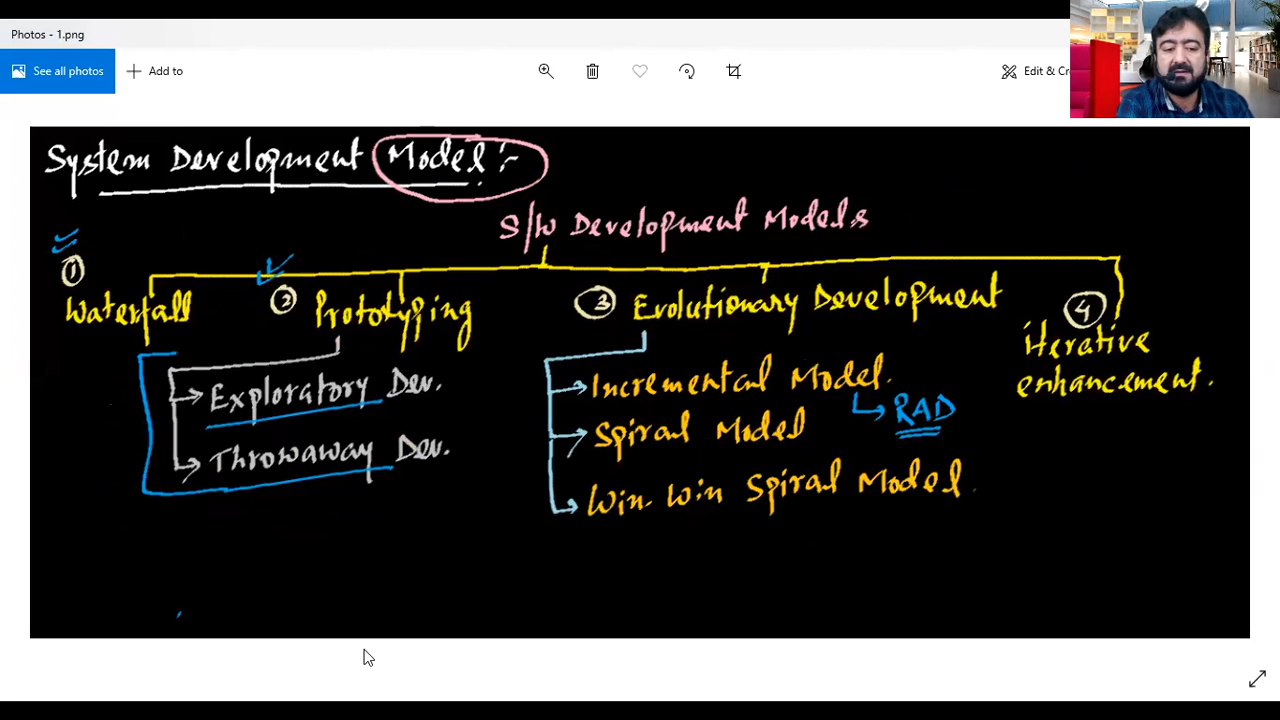 Photos - 1.png
See all photos
Add to
Edit & Cr
System Development Model :-
S/W Development Models
① Waterfall
② Prototyping
Exploratory Dev.
Throwaway Dev.
③ Evolutionary Development
Incremental Model.
RAD
Spiral Model
Win-Win Spiral Model
④
iterative
enhancement.